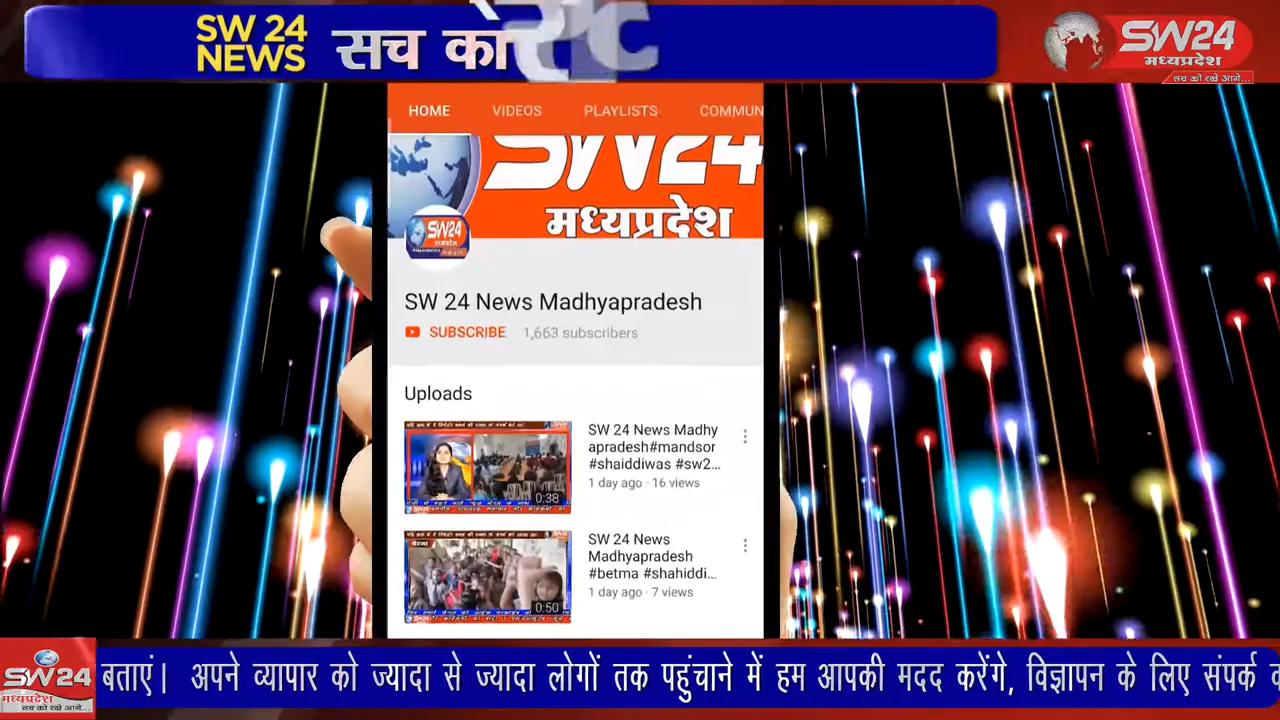 SW 24
NEWS
सच को
SW24
मध्यप्रदेश
सच को रखे आगे...
HOME VIDEOS PLAYLISTS COMMUN
SW24
मध्यप्रदेश
SW24
SW 24 News Madhyapradesh
SUBSCRIBE 1,663 subscribers
Uploads
SW 24 News Madhy
apradesh#mandsor
#shaiddiwas #sw2...
1 day ago · 16 views
0:38
SW 24 News
Madhyapradesh
#betma #shahiddi...
1 day ago · 7 views
0:50
SW24
मध्यप्रदेश
सच को रखे आगे...
बताएं| अपने व्यापार को ज्यादा से ज्यादा लोगों तक पहुंचाने में हम आपकी मदद करेंगे, विज्ञापन के लिए संपर्क